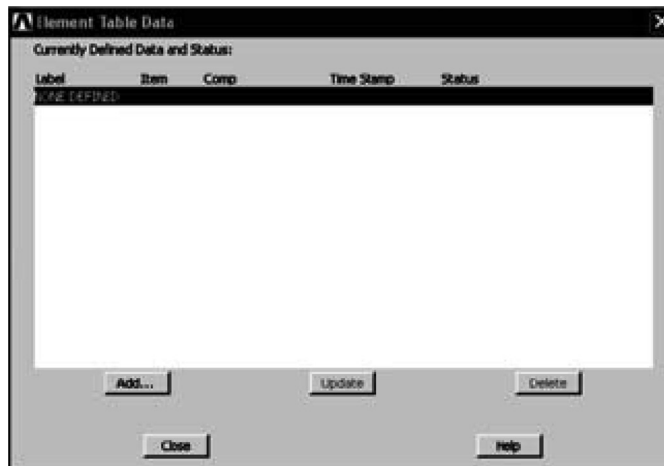 Element Table Data
Currently Defined Data and Status:
Label Item Comp Time Stamp Status
NONE DEFINED
Add... Update Delete
Close Help